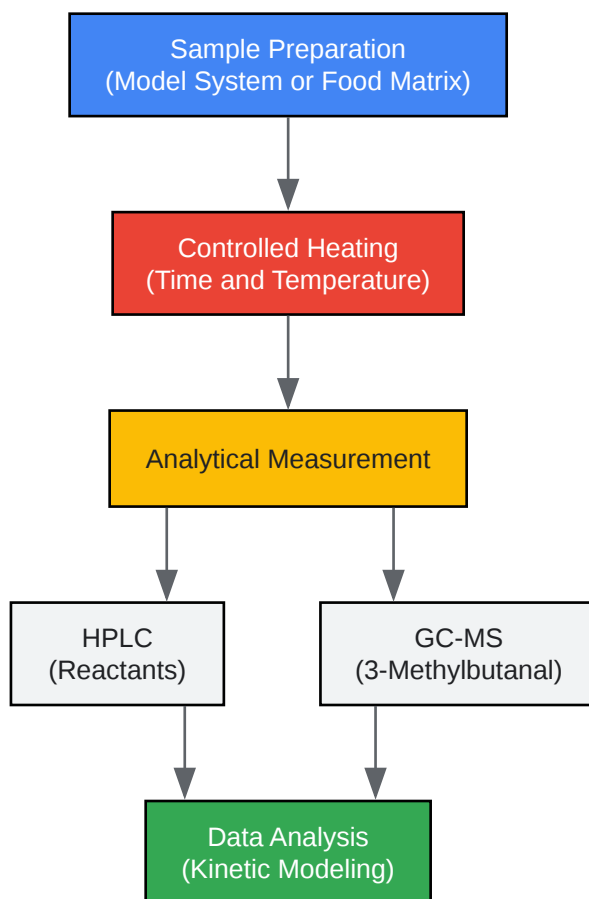 Sample Preparation
(Model System or Food Matrix)
Controlled Heating
(Time and Temperature)
Analytical Measurement
HPLC
(Reactants)
GC-MS
(3-Methylbutanal)
Data Analysis
(Kinetic Modeling)